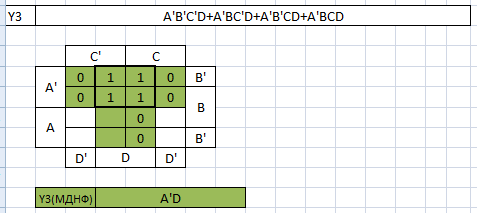 Y3 A'B'C'D+A'BC'D+A'B'CD+A'BCD
C' C
A' 0 1 1 0 B'
0 1 1 0 B
A 0
0 B'
D' D D'
Y3(МДНФ) A'D